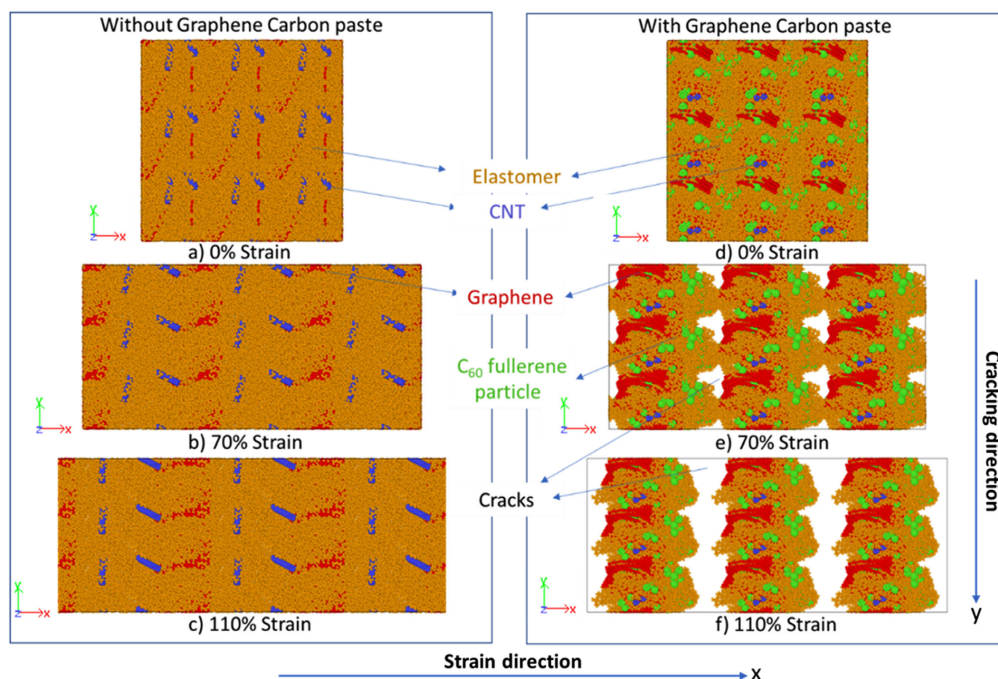 Without Graphene Carbon paste
With Graphene Carbon paste
Elastomer
CNT
y
z x
a) 0% Strain
y
z x
d) 0% Strain
Graphene
C₆₀ fullerene
particle
y
z x
b) 70% Strain
y
z x
e) 70% Strain
Cracks
y
z x
c) 110% Strain
y
z x
f) 110% Strain
Cracking direction
y
Strain direction
x